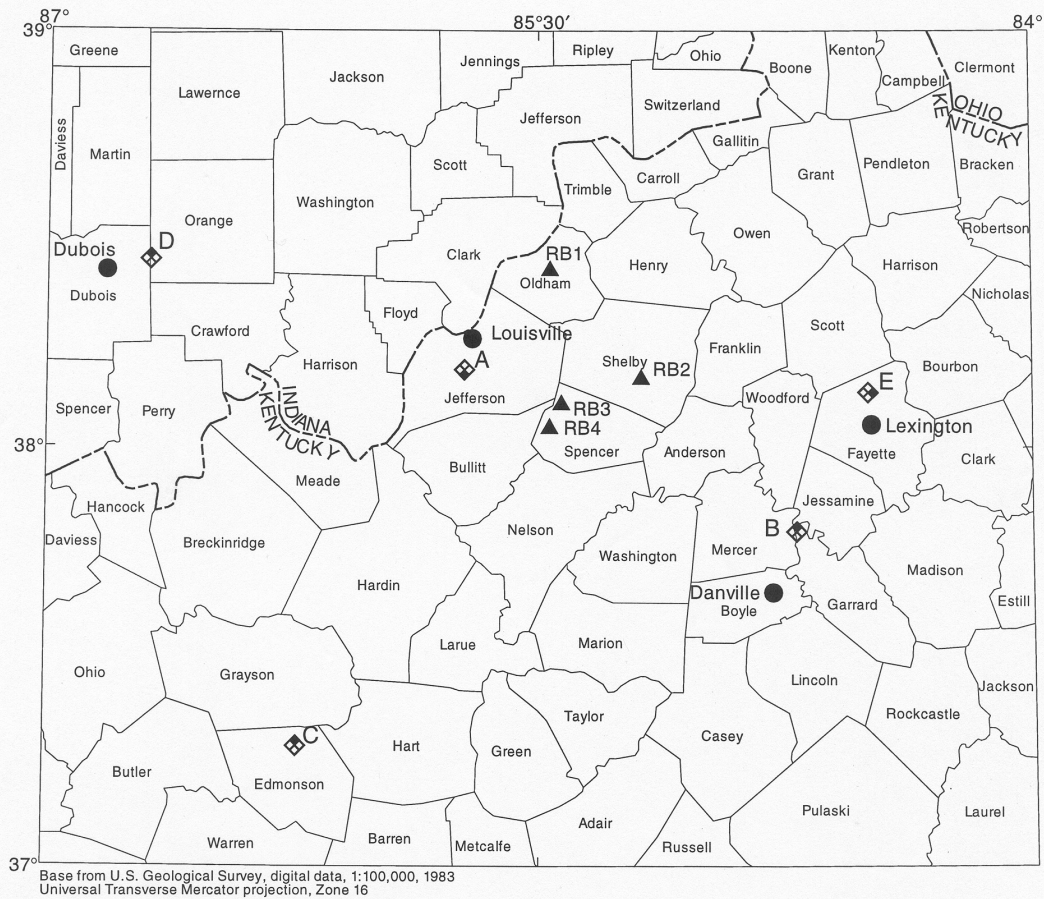 87°
85°30′
84°
39°
Greene
Jennings
Ripley
Ohio
Boone
Kenton
Campbell
Clermont
Lawernce
Jackson
Jefferson
Switzerland
OHIO
KENTUCKY
Daviess
Martin
Scott
Gallitin
Grant
Pendleton
Bracken
Washington
Trimble
Carroll
Orange
Robertson
Owen
D
Dubois
Clark
RB1
Oldham
Henry
Harrison
Dubois
Nicholas
Crawford
Floyd
Louisville
Scott
Franklin
Harrison
A
Shelby
RB2
Bourbon
Jefferson
E
Woodford
Spencer
Perry
INDIANA
KENTUCKY
RB3
RB4
Lexington
38°
Spencer
Anderson
Fayette
Clark
Bullitt
Meade
Hancock
Jessamine
Daviess
Breckinridge
Nelson
Washington
B
Mercer
Madison
Hardin
Danville
Boyle
Garrard
Estill
Larue
Marion
Ohio
Grayson
Lincoln
Jackson
Taylor
Rockcastle
C
Hart
Green
Casey
Butler
Edmonson
Pulaski
Laurel
Adair
Warren
Barren
Metcalfe
Russell
37°
Base from U.S. Geological Survey, digital data, 1:100,000, 1983
Universal Transverse Mercator projection, Zone 16